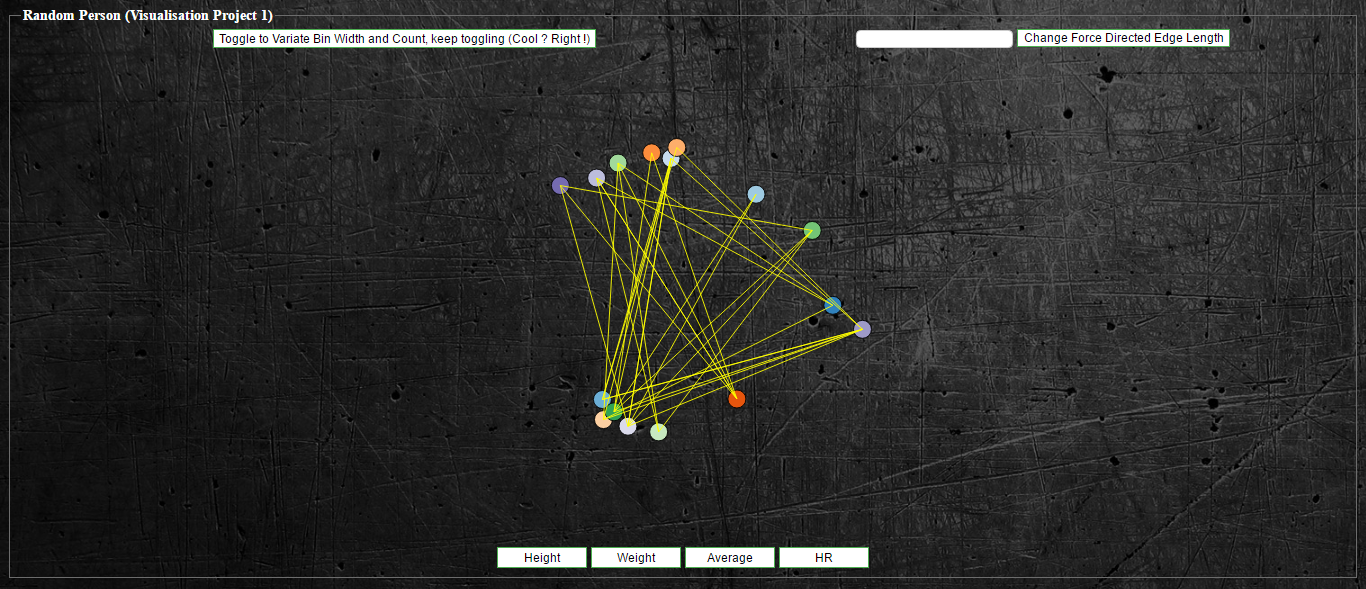 Random Person (Visualisation Project 1)
Toggle to Variate Bin Width and Count, keep toggling (Cool ? Right !)
Change Force Directed Edge Length
Height
Weight
Average
HR